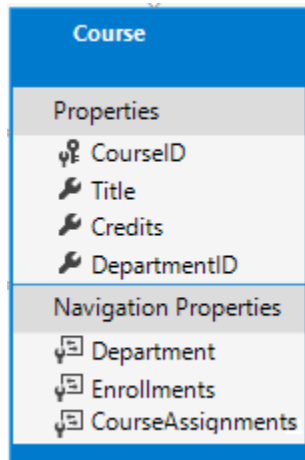 Course
Properties
CourseID
Title
Credits
DepartmentID
Navigation Properties
Department
Enrollments
CourseAssignments